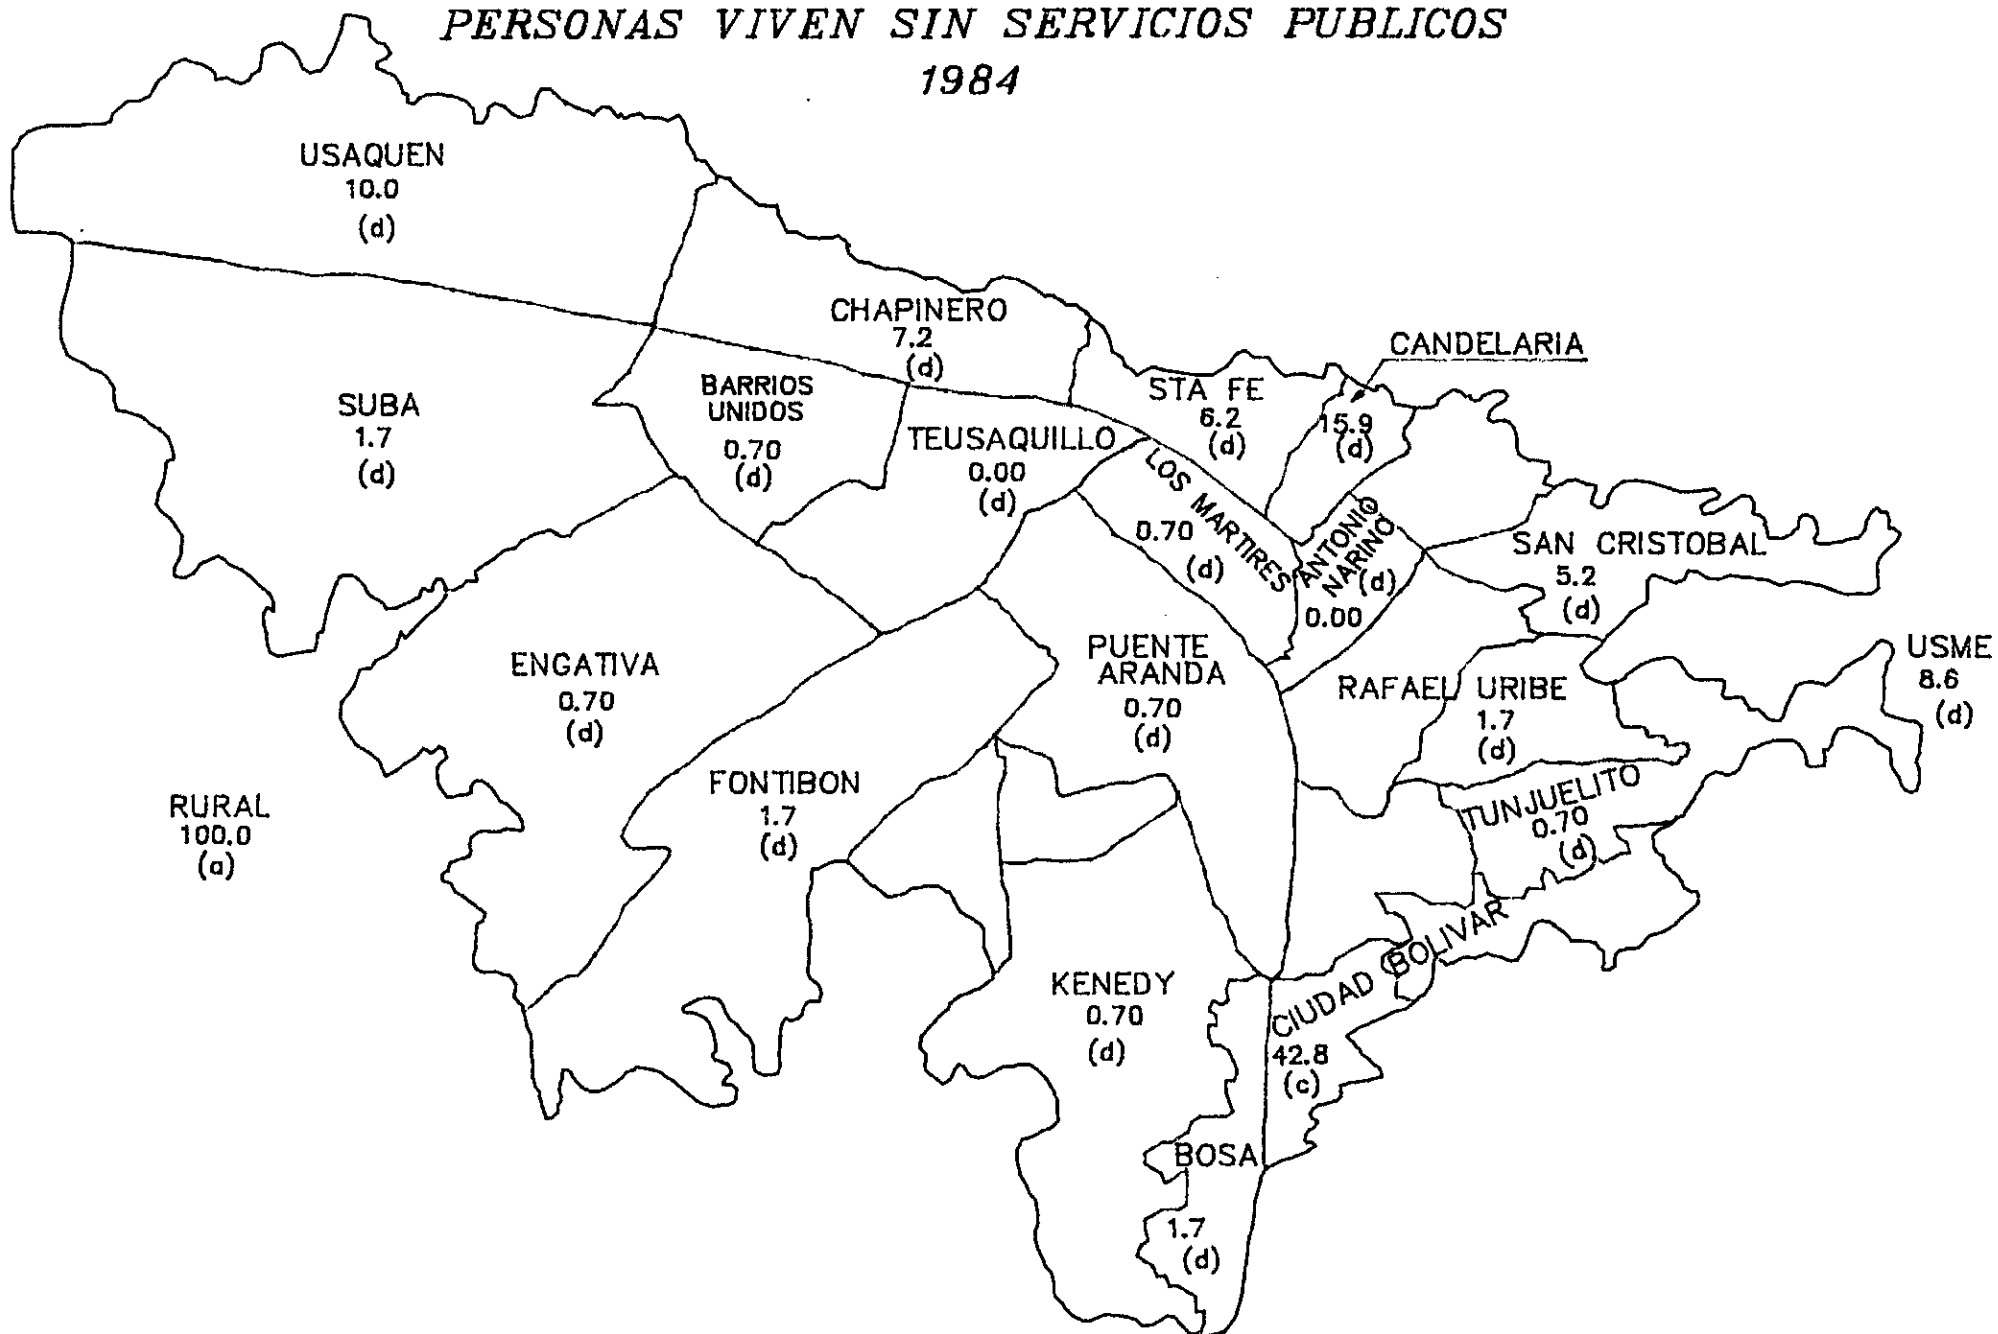 PERSONAS VIVEN SIN SERVICIOS PUBLICOS
1984
USAQUEN
10.0
(d)
CHAPINERO
7.2
(d)
CANDELARIA
15.9
(d)
STA FE
6.2
(d)
SUBA
1.7
(d)
BARRIOS
UNIDOS
0.70
(d)
TEUSAQUILLO
0.00
(d)
LOS MARTIRES
0.70
(d)
ANTONIO
NARINO
(d)
0.00
SAN CRISTOBAL
5.2
(d)
ENGATIVA
0.70
(d)
PUENTE
ARANDA
0.70
(d)
RAFAEL URIBE
1.7
(d)
USME
8.6
(d)
RURAL
100.0
(a)
FONTIBON
1.7
(d)
TUNJUELITO
0.70
(d)
KENEDY
0.70
(d)
CIUDAD BOLIVAR
42.8
(c)
BOSA
1.7
(d)